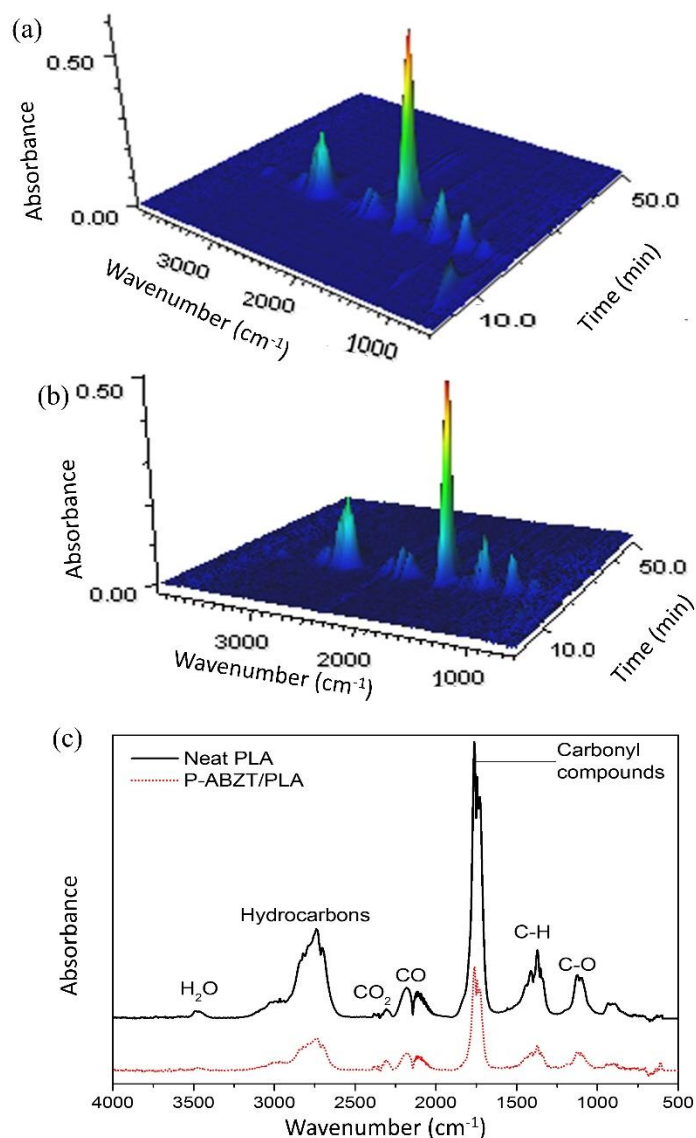 (a)
0.50
Absorbance
0.00
3000
2000
1000
Wavenumber (cm⁻¹)
10.0
50.0
Time (min)
(b)
0.50
Absorbance
0.00
3000
2000
1000
Wavenumber (cm⁻¹)
10.0
50.0
Time (min)
(c)
Neat PLA
P-ABZT/PLA
Carbonyl
compounds
Hydrocarbons
H₂O
CO₂
CO
C-H
C-O
Absorbance
4000 3500 3000 2500 2000 1500 1000 500
Wavenumber (cm⁻¹)